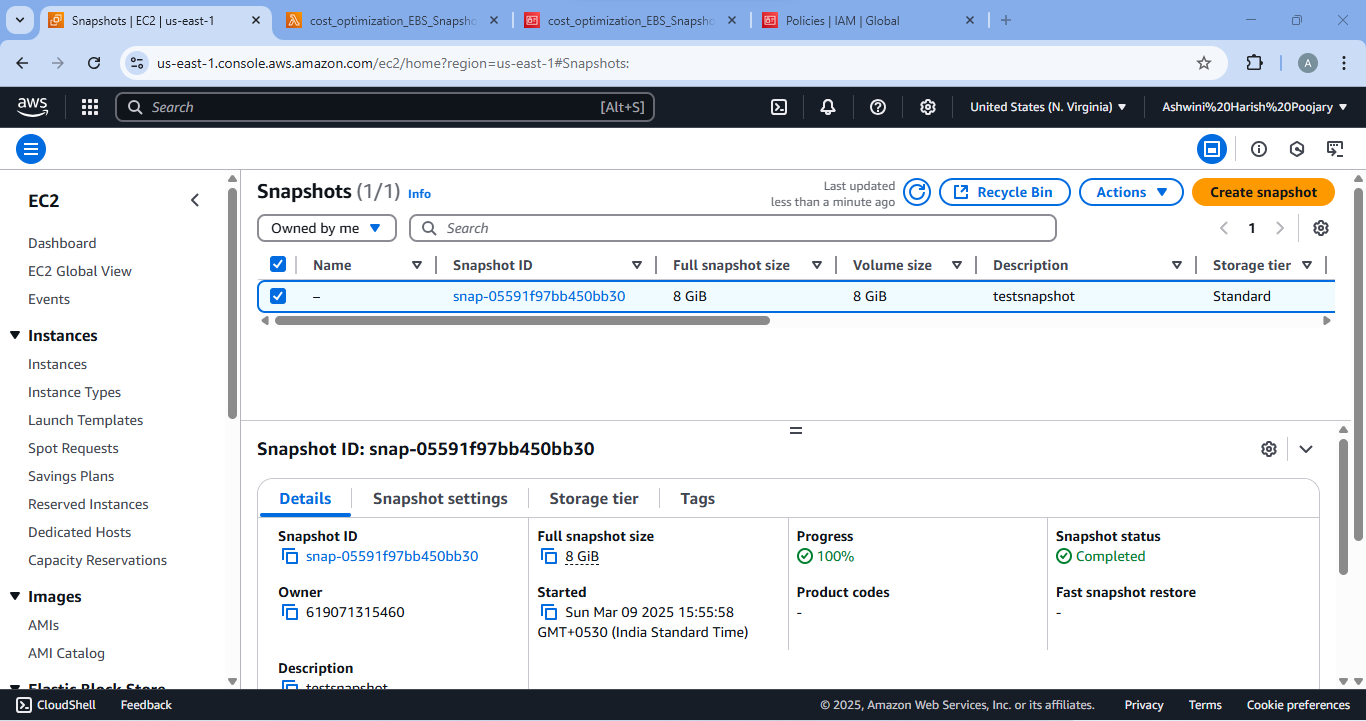 Snapshots | EC2 | us-east-1
cost_optimization_EBS_Snapsho
cost_optimization_EBS_Snapsho
Policies | IAM | Global
us-east-1.console.aws.amazon.com/ec2/home?region=us-east-1#Snapshots:
A
aws
Search
[Alt+S]
United States (N. Virginia)
Ashwini%20Harish%20Poojary
EC2
Dashboard
EC2 Global View
Events
Instances
Instances
Instance Types
Launch Templates
Spot Requests
Savings Plans
Reserved Instances
Dedicated Hosts
Capacity Reservations
Images
AMIs
AMI Catalog
Elastic Block Store
Snapshots (1/1) Info
Last updated
less than a minute ago
Recycle Bin
Actions
Create snapshot
Owned by me
Search
1
Name Snapshot ID Full snapshot size Volume size Description Storage tier
– snap-05591f97bb450bb30 8 GiB 8 GiB testsnapshot Standard
Snapshot ID: snap-05591f97bb450bb30
Details Snapshot settings Storage tier Tags
Snapshot ID
snap-05591f97bb450bb30
Full snapshot size
8 GiB
Progress
100%
Snapshot status
Completed
Owner
619071315460
Started
Sun Mar 09 2025 15:55:58
GMT+0530 (India Standard Time)
Product codes
-
Fast snapshot restore
-
Description
testsnapshot
CloudShell Feedback © 2025, Amazon Web Services, Inc. or its affiliates. Privacy Terms Cookie preferences